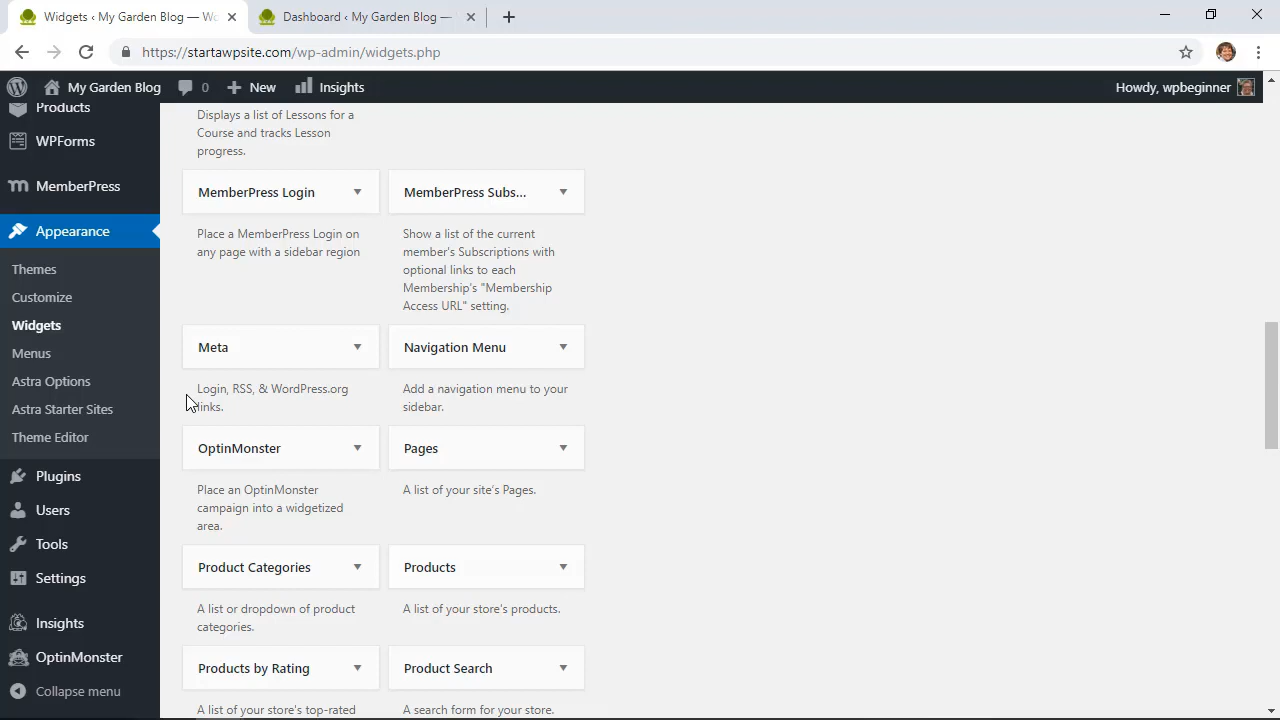 Widgets ‹ My Garden Blog — Wo
Dashboard ‹ My Garden Blog —
https://startawpsite.com/wp-admin/widgets.php
My Garden Blog
0
New
Insights
Howdy, wpbeginner
Products
WPForms
MemberPress
Appearance
Themes
Customize
Widgets
Menus
Astra Options
Astra Starter Sites
Theme Editor
Plugins
Users
Tools
Settings
Insights
OptinMonster
Collapse menu
Displays a list of Lessons for a
Course and tracks Lesson
progress.
MemberPress Login
MemberPress Subs...
Place a MemberPress Login on
any page with a sidebar region
Show a list of the current
member's Subscriptions with
optional links to each
Membership's "Membership
Access URL" setting.
Meta
Navigation Menu
Login, RSS, & WordPress.org
links.
Add a navigation menu to your
sidebar.
OptinMonster
Pages
Place an OptinMonster
campaign into a widgetized
area.
A list of your site's Pages.
Product Categories
Products
A list or dropdown of product
categories.
A list of your store's products.
Products by Rating
Product Search
A list of your store's top-rated
A search form for your store.